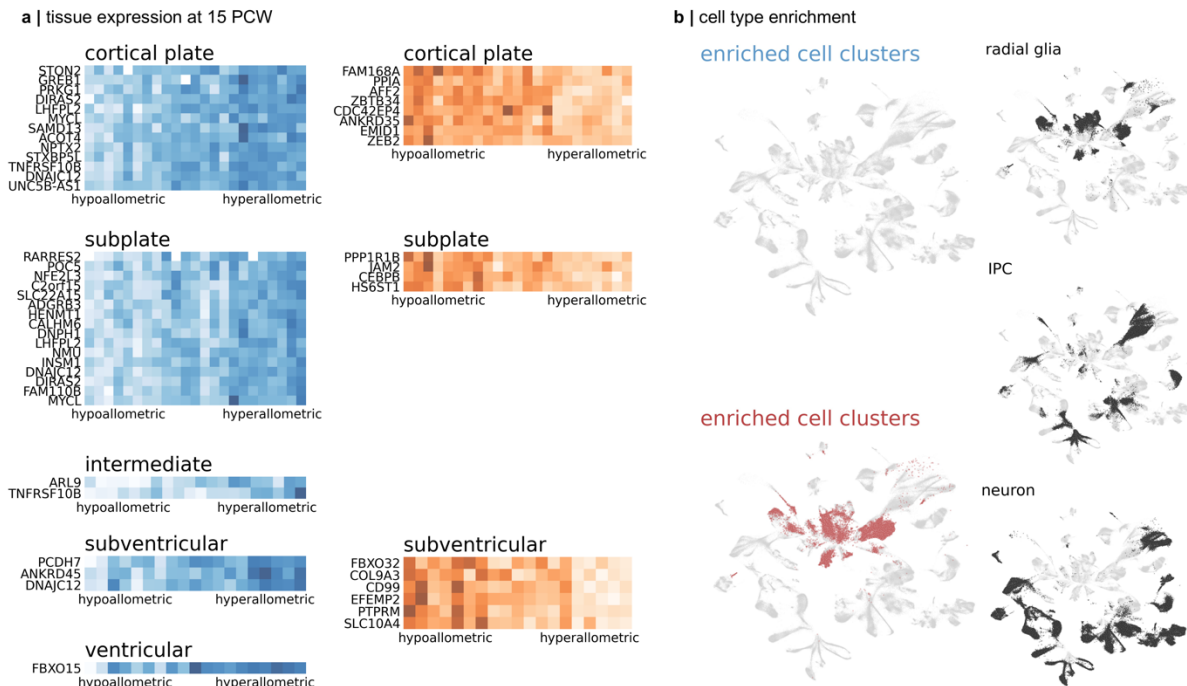 a | tissue expression at 15 PCW
cortical plate
STON2
GREB1
PRKG1
DIRAS2
LHFPL2
MYCL
SAMD13
ACOT4
NPTX2
STXBP5L
TNFRSF10B
DNAJC12
UNC5B-AS1
hypoallometric hyperallometric
cortical plate
FAM168A
PPIA
AFF2
ZBTB34
CDC42EP4
ANKRD35
EMID1
ZEB2
hypoallometric hyperallometric
subplate
RARRES2
POC5
NFE2L3
C2orf15
SLC22A15
ADGRB3
HENMT1
CALHM6
DNPH1
LHFPL2
NMU
INSM1
DNAJC12
DIRAS2
FAM110B
MYCL
hypoallometric hyperallometric
subplate
PPP1R1B
JAM2
CEBPB
HS6ST1
hypoallometric hyperallometric
intermediate
ARL9
TNFRSF10B
hypoallometric hyperallometric
subventricular
PCDH7
ANKRD45
DNAJC12
hypoallometric hyperallometric
subventricular
FBXO32
COL9A3
CD99
EFEMP2
PTPRM
SLC10A4
hypoallometric hyperallometric
ventricular
FBXO15
hypoallometric hyperallometric
b | cell type enrichment
enriched cell clusters
radial glia
IPC
enriched cell clusters
neuron